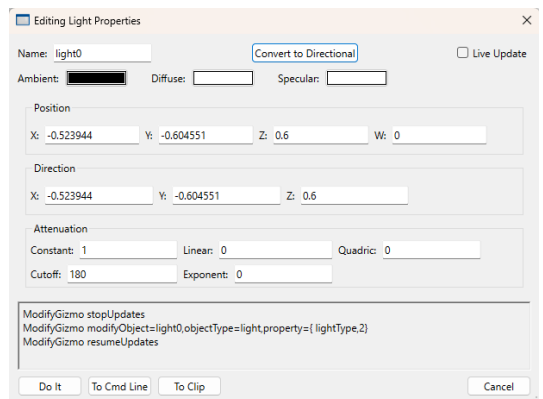 Editing Light Properties
Name: light0 Convert to Directional Live Update
Ambient: Diffuse: Specular:
Position
X: -0.523944 Y: -0.604551 Z: 0.6 W: 0
Direction
X: -0.523944 Y: -0.604551 Z: 0.6
Attenuation
Constant: 1 Linear: 0 Quadric: 0
Cutoff: 180 Exponent: 0
ModifyGizmo stopUpdates
ModifyGizmo modifyObject=light0,objectType=light,property={ lightType,2}
ModifyGizmo resumeUpdates
Do It To Cmd Line To Clip Cancel